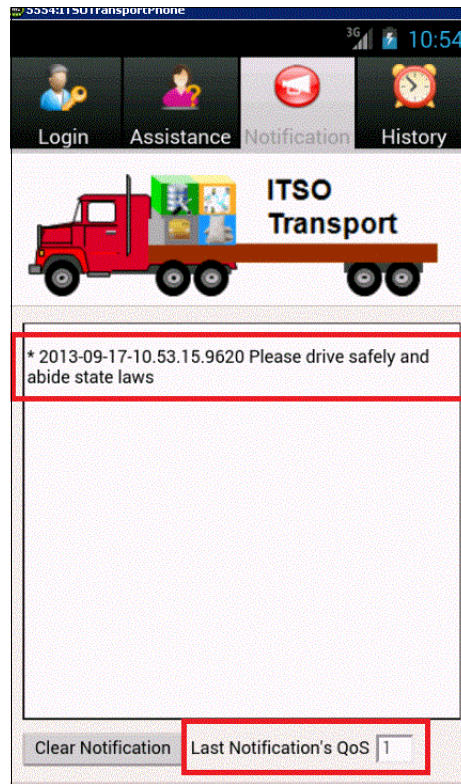 5554:ITSOTransportPhone
3G 10:54
Login Assistance Notification History
ITSO
Transport
* 2013-09-17-10.53.15.9620 Please drive safely and
abide state laws
Clear Notification Last Notification's QoS 1